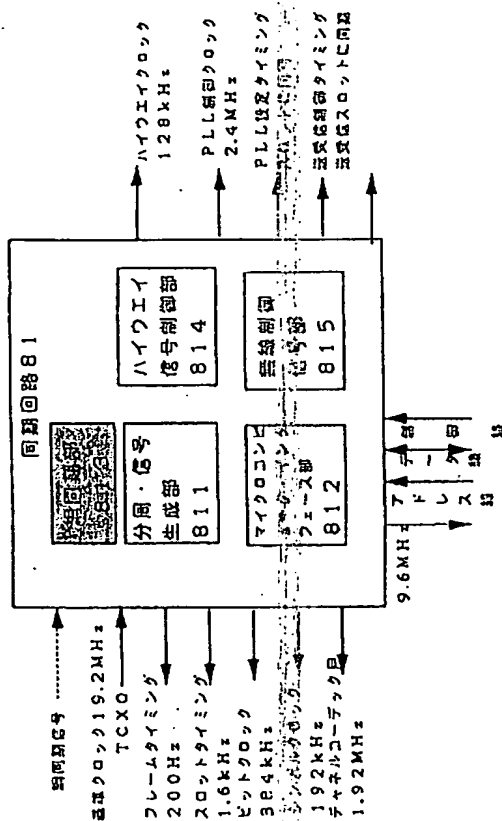 同期回路81
分周・信号
生成部
811
ハイウエイ
信号制御部
814
マイクロコンピ
フェース部
812
無線制御
信号部
815
基準クロック19.2MHz
TCXO
フレームタイミング
200Hz
スロットタイミング
1.6kHz
ビットクロック
384kHz
192kHz
チャネルコーデック用
1.92MHz
9.6MHz
アドレス
ハイウエイクロック
128kHz
PLL制御クロック
2.4MHz
PLL設定タイミング
送受信制御タイミング
送受信スロットに同期